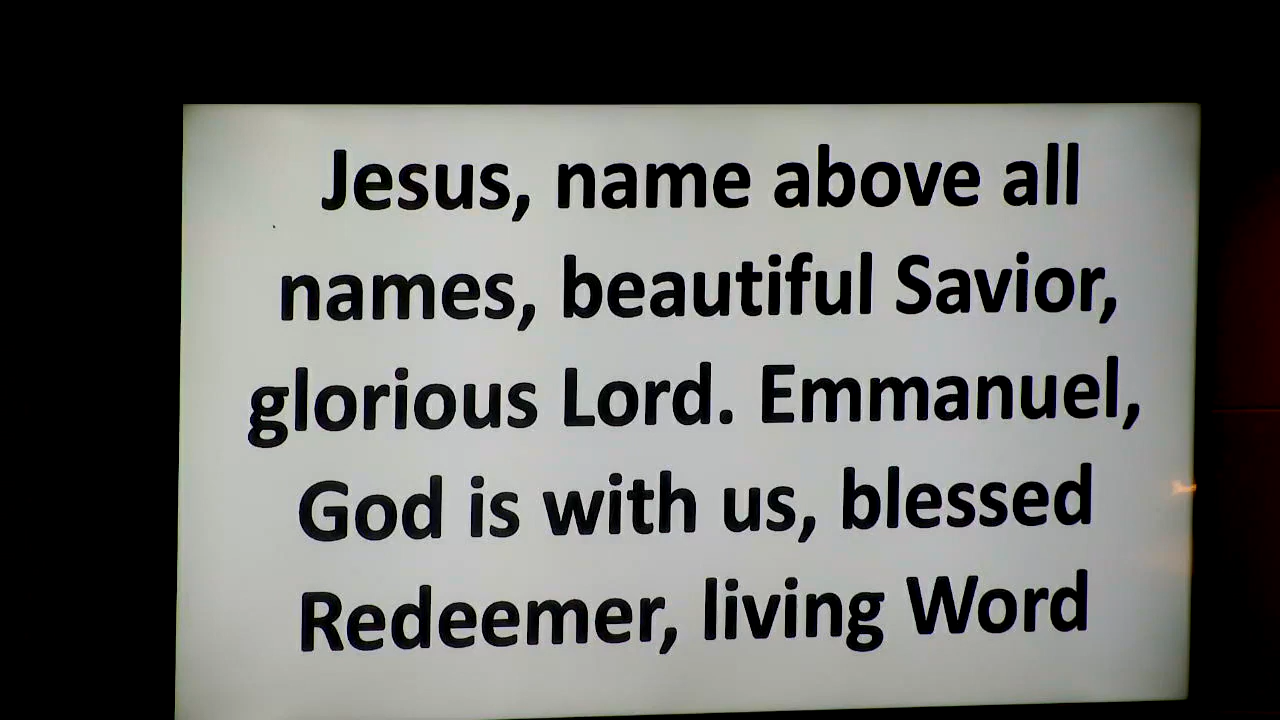 Jesus, name above all
names, beautiful Savior,
glorious Lord. Emmanuel,
God is with us, blessed
Redeemer, living Word